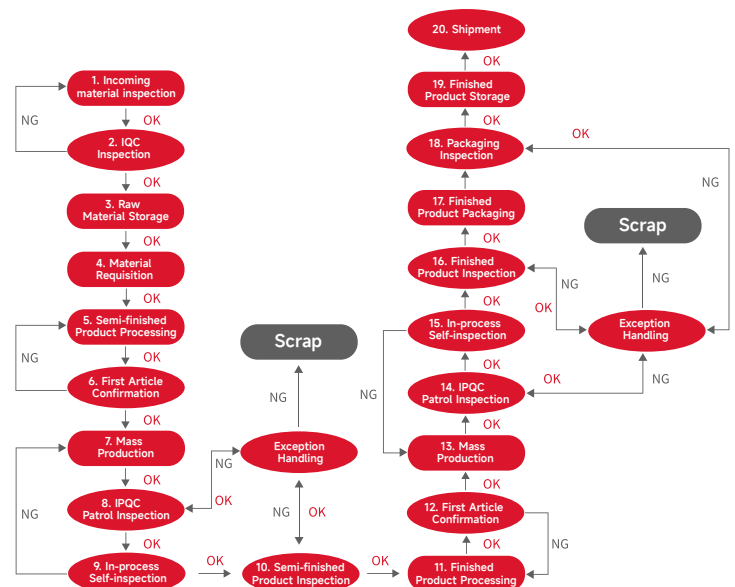 1. Incoming
material inspection
OK
NG
2. IQC
Inspection
OK
3. Raw
Material Storage
OK
4. Material
Requisition
OK
5. Semi-finished
Product Processing
NG
OK
6. First Article
Confirmation
OK
7. Mass
Production
OK
8. IPQC
Patrol Inspection
NG
OK
9. In-process
Self-inspection
OK
Scrap
NG
Exception
Handling
NG
OK
NG
OK
10. Semi-finished
Product Inspection
OK
11. Finished
Product Processing
OK
NG
12. First Article
Confirmation
OK
13. Mass
Production
OK
14. IPQC
Patrol Inspection
OK
NG
15. In-process
Self-inspection
OK
16. Finished
Product Inspection
OK
17. Finished
Product Packaging
18. Packaging
Inspection
OK
19. Finished
Product Storage
OK
20. Shipment
OK
NG
Scrap
NG
NG
OK
Exception
Handling
OK
NG